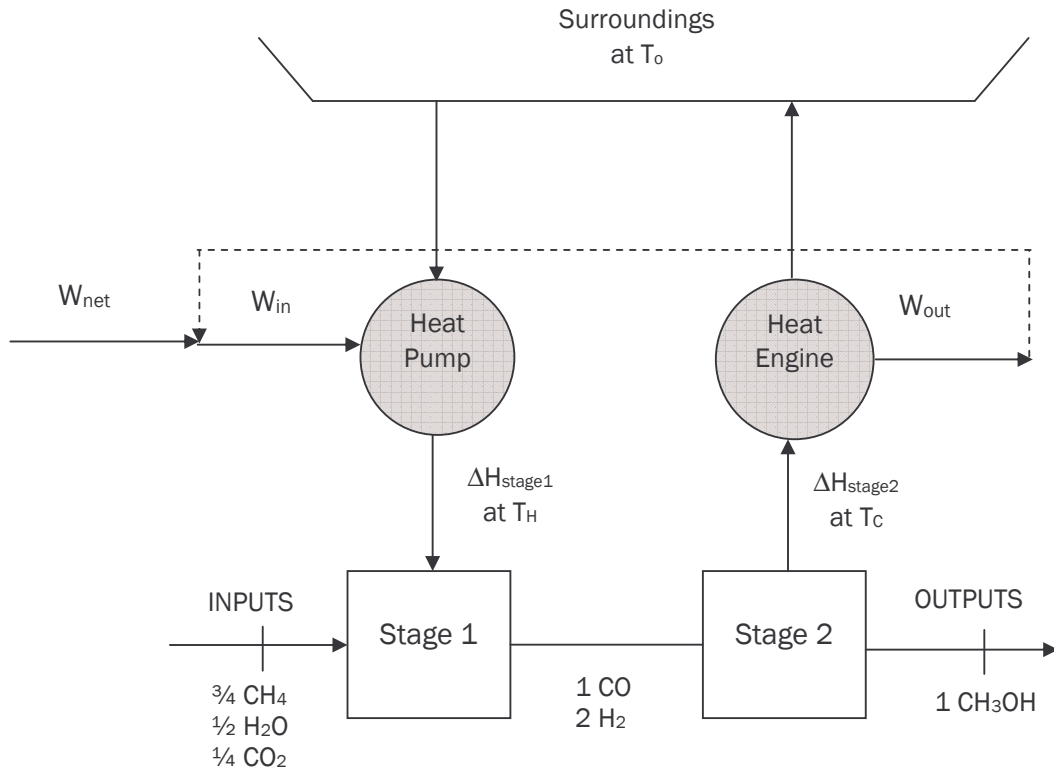 Surroundings
at To
Wnet
Win
Heat
Pump
Heat
Engine
Wout
ΔHstage1
at TH
ΔHstage2
at TC
INPUTS
Stage 1
Stage 2
OUTPUTS
¾ CH4
½ H2O
¼ CO2
1 CO
2 H2
1 CH3OH